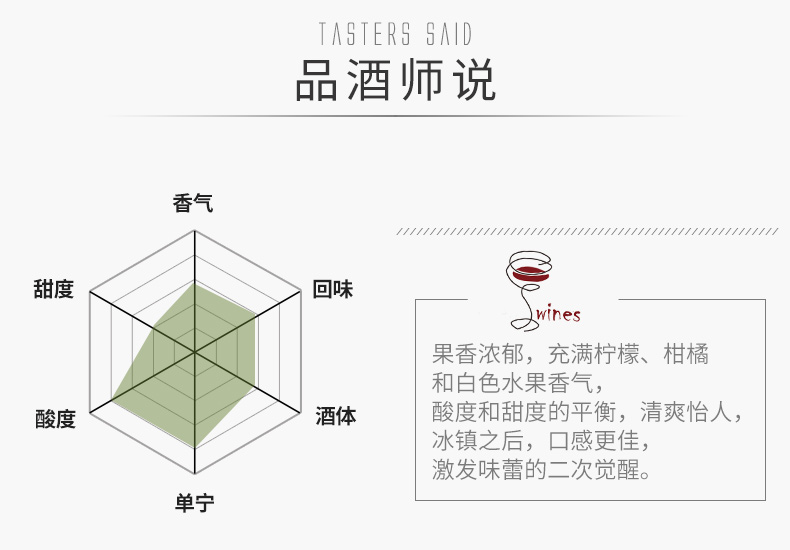 TASTERS SAID
品酒师说
香气
甜度
回味
酸度
酒体
单宁
wines
果香浓郁，充满柠檬、柑橘
和白色水果香气，
酸度和甜度的平衡，清爽怡人，
冰镇之后，口感更佳，
激发味蕾的二次觉醒。